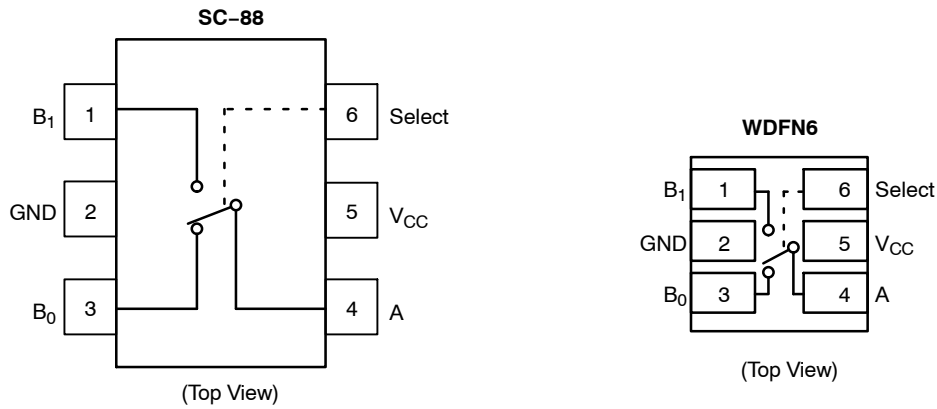 SC–88
B1 1 6 Select
GND 2 5 VCC
B0 3 4 A
(Top View)
WDFN6
B1 1 6 Select
GND 2 5 VCC
B0 3 4 A
(Top View)